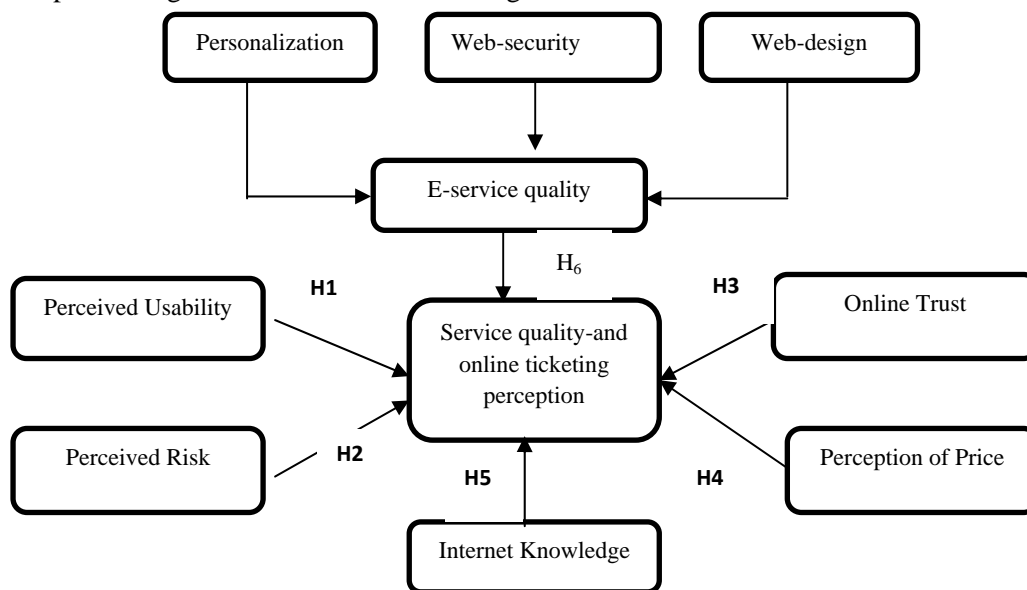 Personalization
Web-security
Web-design
E-service quality
H6
H1
H3
Perceived Usability
Service quality-and
online ticketing
perception
Online Trust
Perceived Risk
H2
H5
H4
Perception of Price
Internet Knowledge